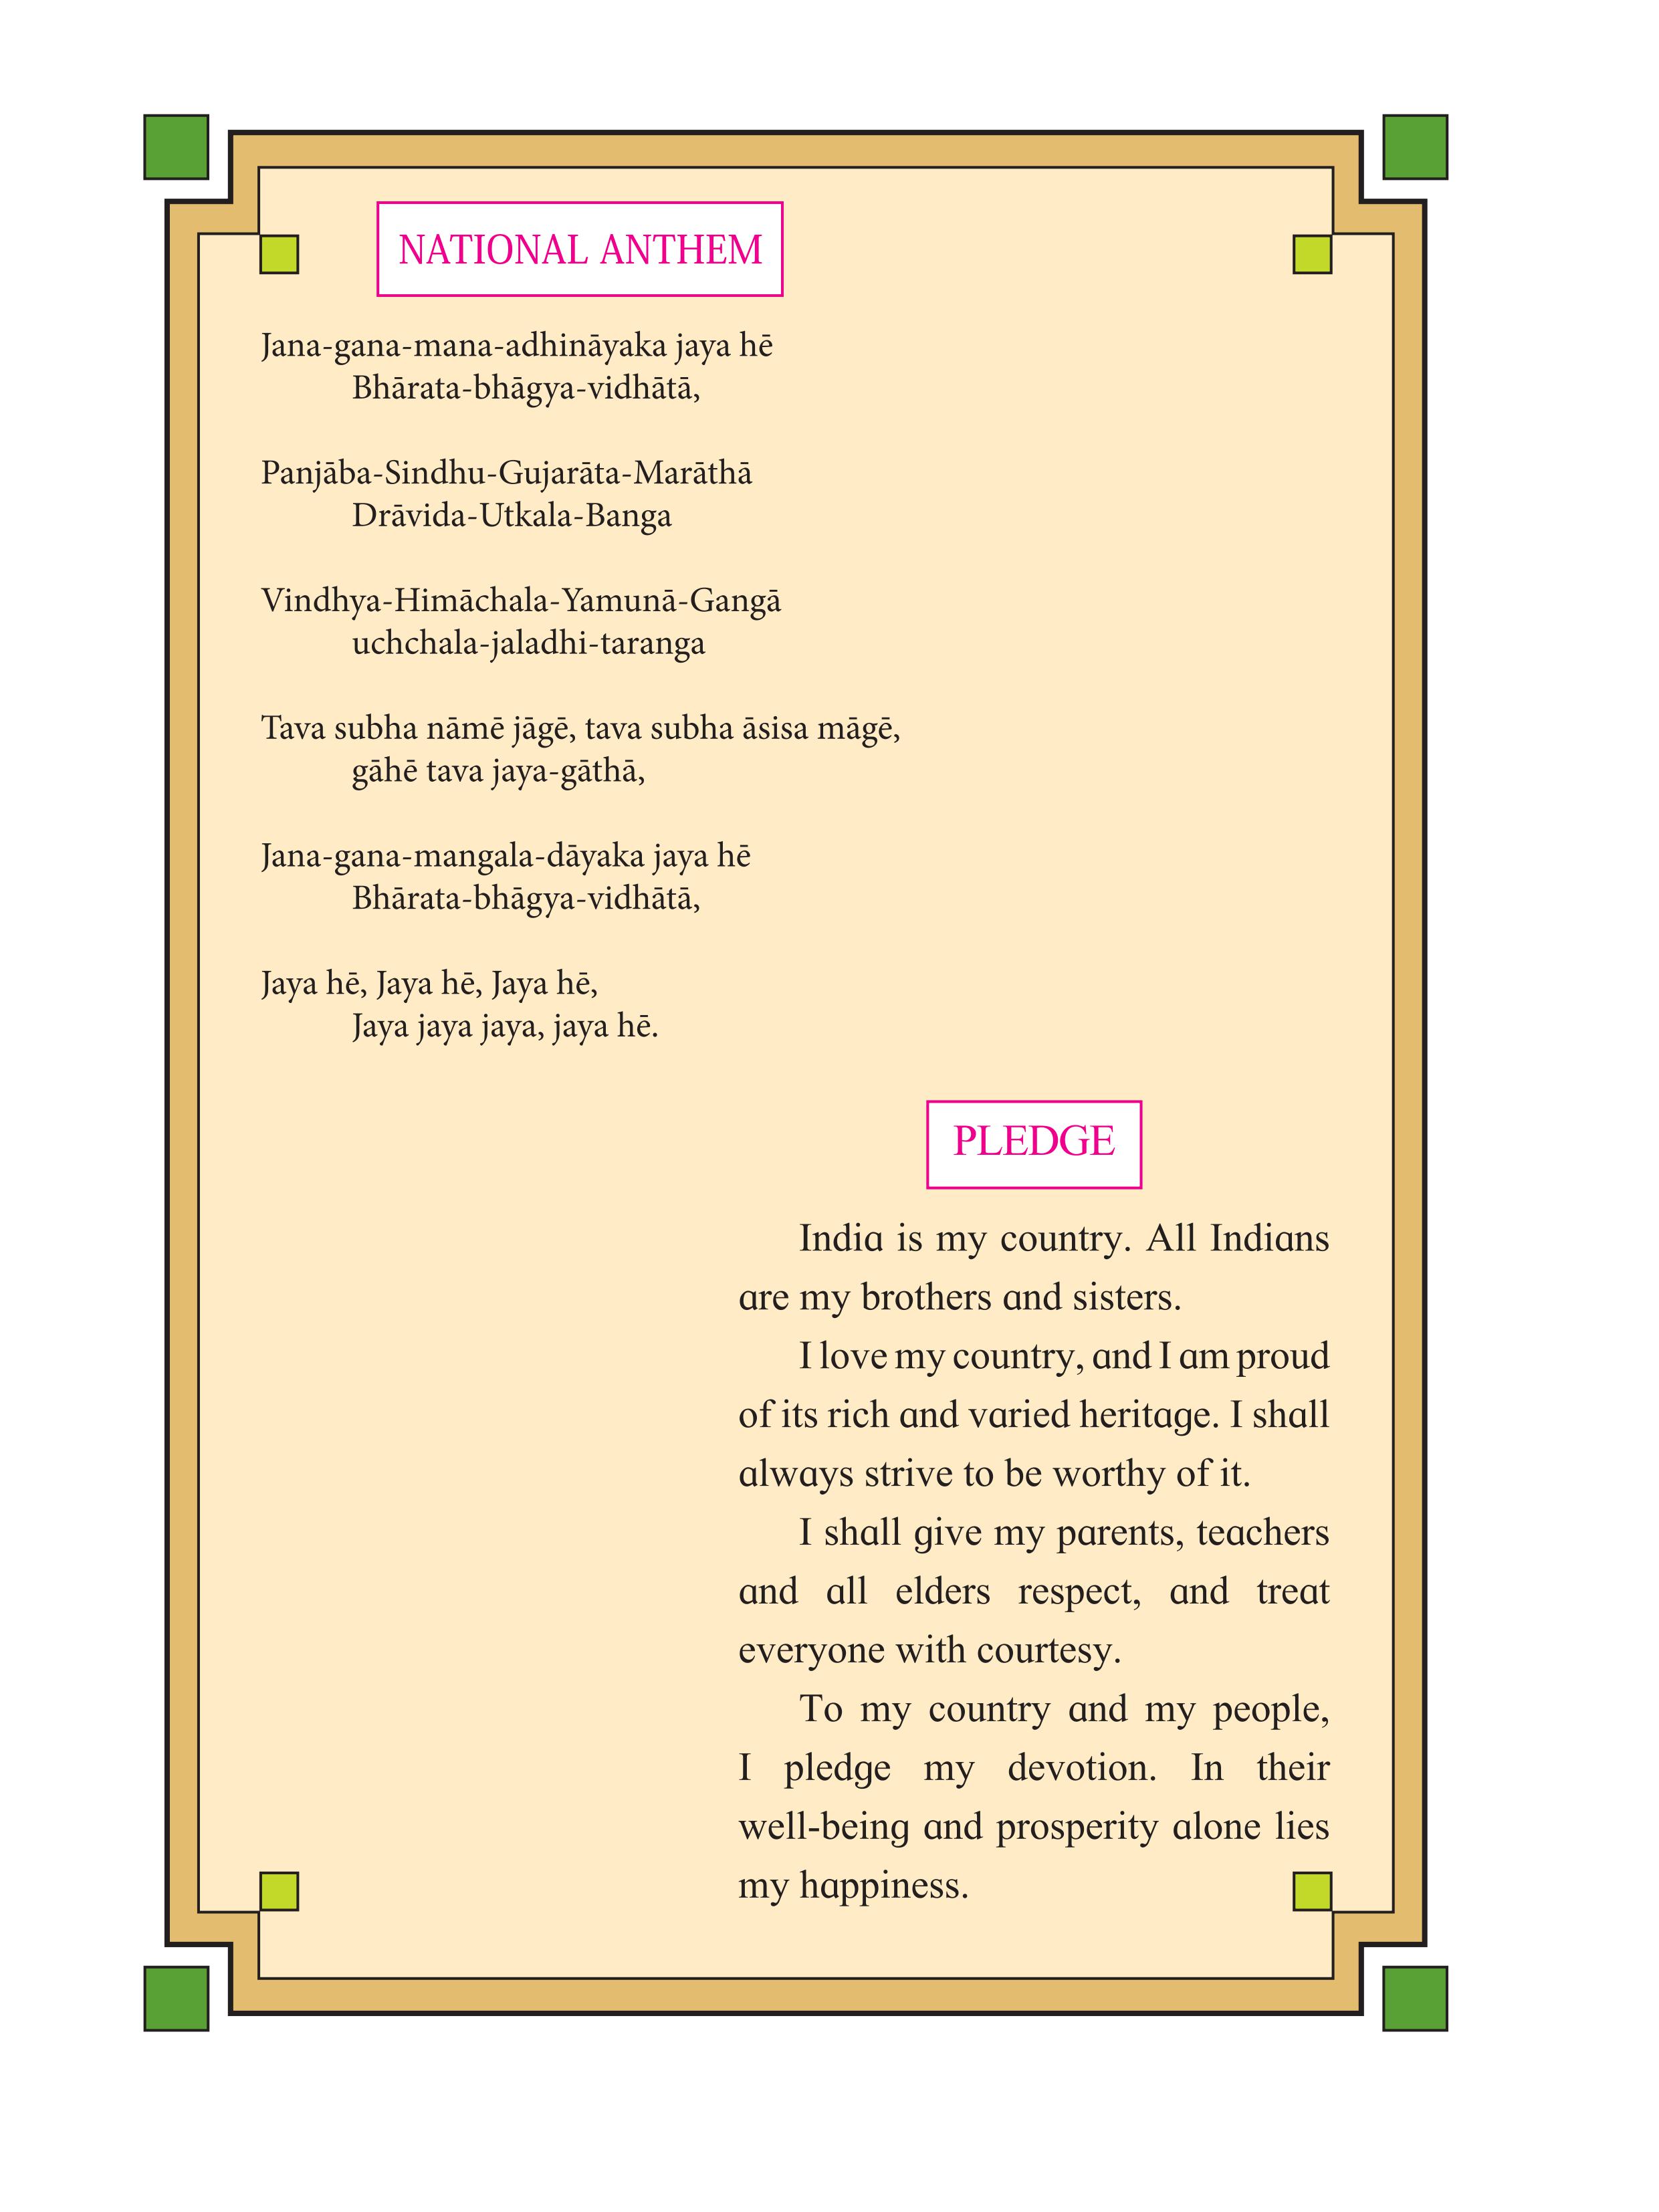 NATIONAL ANTHEM
Jana-gana-mana-adhināyaka jaya hē
Bhārata-bhāgya-vidhātā,
Panjāba-Sindhu-Gujarāta-Marāthā
Drāvida-Utkala-Banga
Vindhya-Himāchala-Yamunā-Gangā
uchchala-jaladhi-taranga
Tava subha nāmē jāgē, tava subha āsisa māgē,
gāhē tava jaya-gāthā,
Jana-gana-mangala-dāyaka jaya hē
Bhārata-bhāgya-vidhātā,
Jaya hē, Jaya hē, Jaya hē,
Jaya jaya jaya, jaya hē.
PLEDGE
India is my country. All Indians
are my brothers and sisters.
I love my country, and I am proud
of its rich and varied heritage. I shall
always strive to be worthy of it.
I shall give my parents, teachers
and all elders respect, and treat
everyone with courtesy.
To my country and my people,
I pledge my devotion. In their
well-being and prosperity alone lies
my happiness.